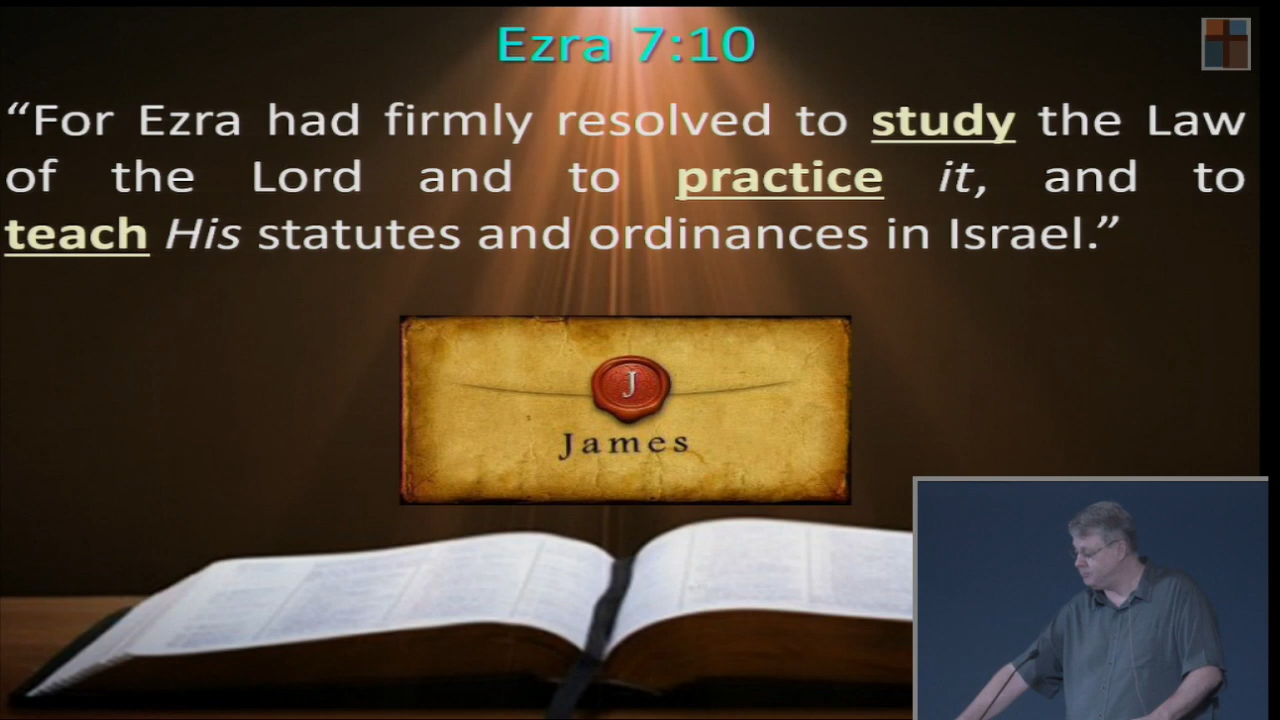 Ezra 7:10
“For Ezra had firmly resolved to study the Law
of the Lord and to practice it, and to
teach His statutes and ordinances in Israel.”
J
James